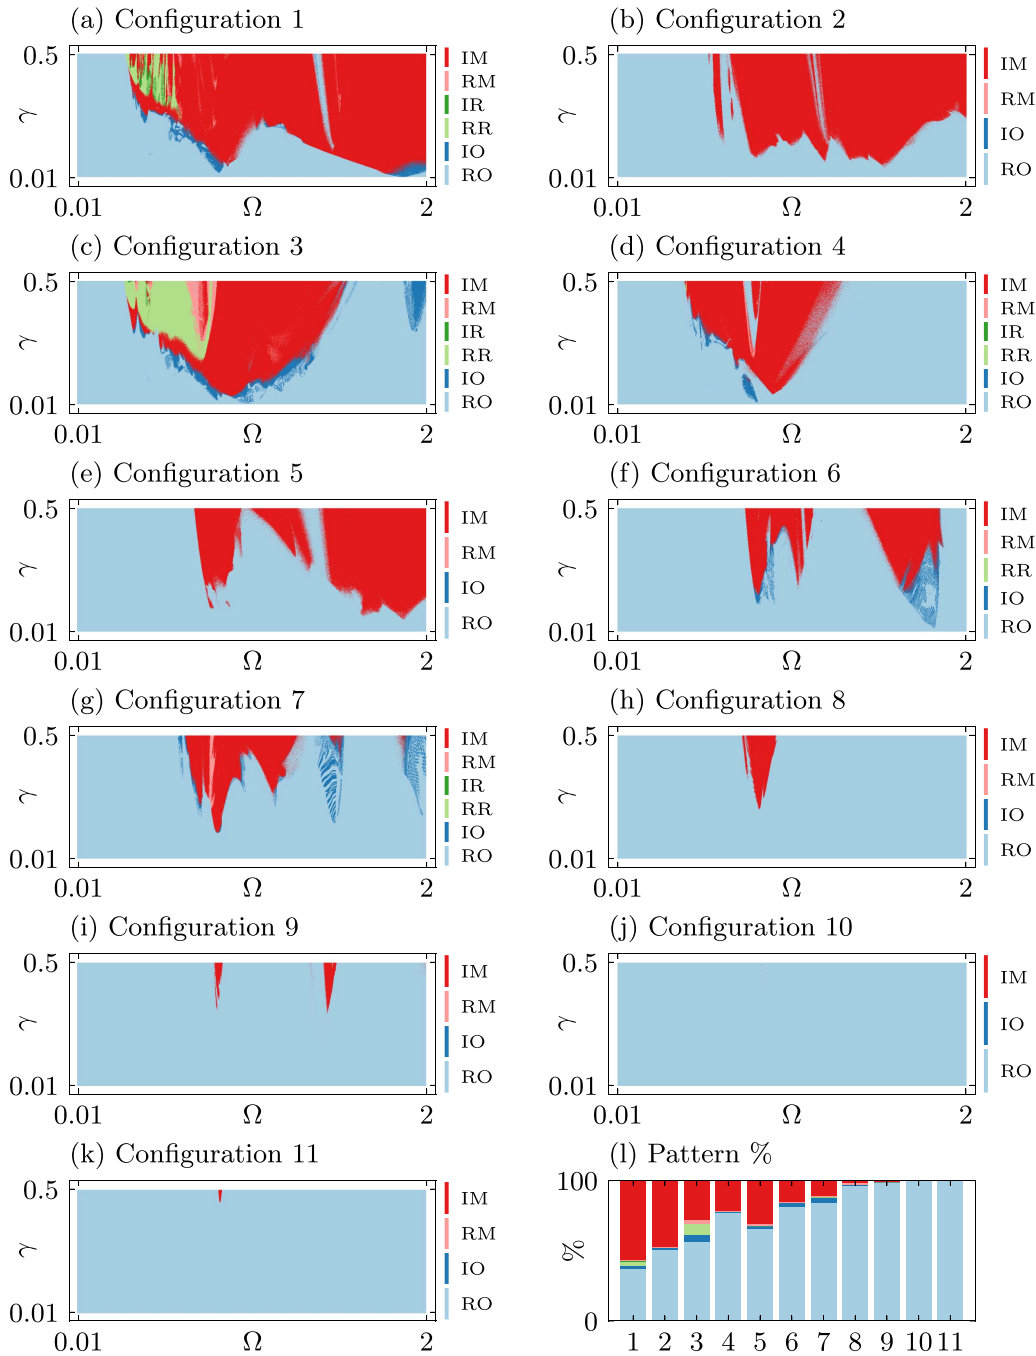 (a) Configuration 1
0.5
γ
0.01
0.01
Ω
2
IM
RM
IR
RR
IO
RO
(b) Configuration 2
0.5
γ
0.01
0.01
Ω
2
IM
RM
IO
RO
(c) Configuration 3
0.5
γ
0.01
0.01
Ω
2
IM
RM
IR
RR
IO
RO
(d) Configuration 4
0.5
γ
0.01
0.01
Ω
2
IM
RM
IR
RR
IO
RO
(e) Configuration 5
0.5
γ
0.01
0.01
Ω
2
IM
RM
IO
RO
(f) Configuration 6
0.5
γ
0.01
0.01
Ω
2
IM
RM
RR
IO
RO
(g) Configuration 7
0.5
γ
0.01
0.01
Ω
2
IM
RM
IR
RR
IO
RO
(h) Configuration 8
0.5
γ
0.01
0.01
Ω
2
IM
RM
IO
RO
(i) Configuration 9
0.5
γ
0.01
0.01
Ω
2
IM
RM
IO
RO
(j) Configuration 10
0.5
γ
0.01
0.01
Ω
2
IM
IO
RO
(k) Configuration 11
0.5
γ
0.01
0.01
Ω
2
IM
RM
IO
RO
(l) Pattern %
100
%
0
1 2 3 4 5 6 7 8 9 10 11